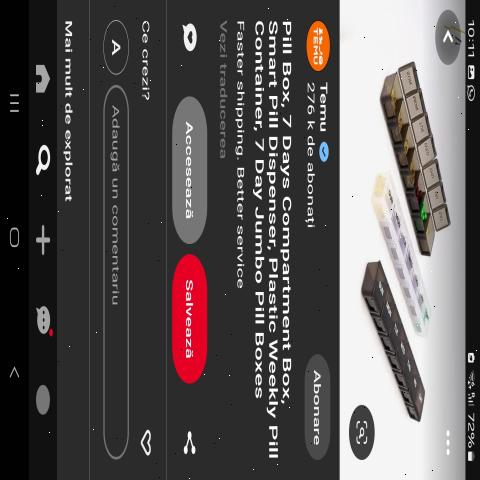 10:11
72%
TEMU
Temu
276 k de abonați
Abonare
Pill Box, 7 Days Compartment Box,
Smart Pill Dispenser, Plastic Weekly Pill
Container, 7 Day Jumbo Pill Boxes
Faster shipping. Better service
Vezi traducerea
Accesează
Salvează
Ce crezi?
A
Adaugă un comentariu
Mai mult de explorat